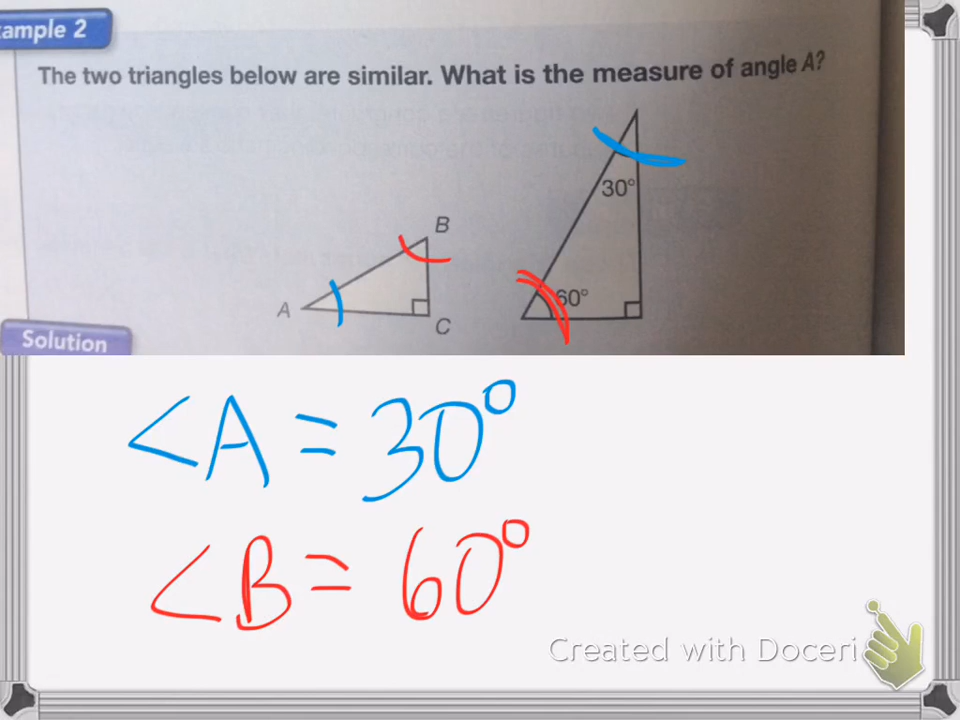 ample 2
The two triangles below are similar. What is the measure of angle A?
30°
B
A
60°
C
Solution
<A = 30°
<B = 60°
Created with Doceri